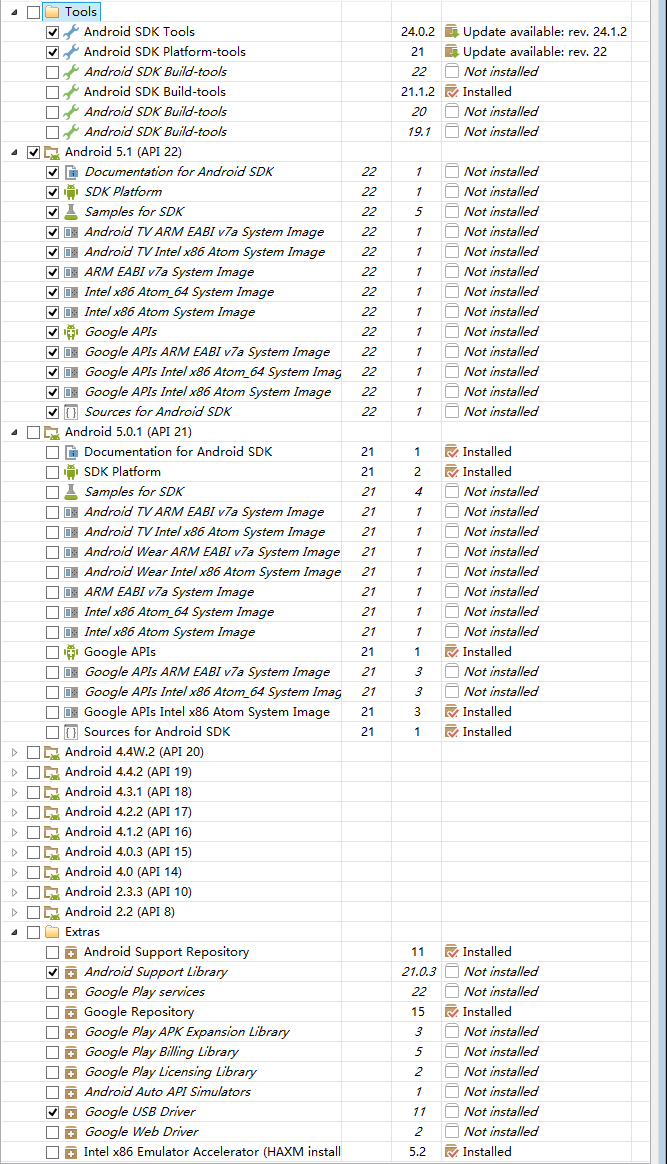 Tools
Android SDK Tools 24.0.2 Update available: rev. 24.1.2
Android SDK Platform-tools 21 Update available: rev. 22
Android SDK Build-tools 22 Not installed
Android SDK Build-tools 21.1.2 Installed
Android SDK Build-tools 20 Not installed
Android SDK Build-tools 19.1 Not installed
Android 5.1 (API 22)
Documentation for Android SDK 22 1 Not installed
SDK Platform 22 1 Not installed
Samples for SDK 22 5 Not installed
Android TV ARM EABI v7a System Image 22 1 Not installed
Android TV Intel x86 Atom System Image 22 1 Not installed
ARM EABI v7a System Image 22 1 Not installed
Intel x86 Atom_64 System Image 22 1 Not installed
Intel x86 Atom System Image 22 1 Not installed
Google APIs 22 1 Not installed
Google APIs ARM EABI v7a System Image 22 1 Not installed
Google APIs Intel x86 Atom_64 System Imag 22 1 Not installed
Google APIs Intel x86 Atom System Image 22 1 Not installed
Sources for Android SDK 22 1 Not installed
Android 5.0.1 (API 21)
Documentation for Android SDK 21 1 Installed
SDK Platform 21 2 Installed
Samples for SDK 21 4 Not installed
Android TV ARM EABI v7a System Image 21 1 Not installed
Android TV Intel x86 Atom System Image 21 1 Not installed
Android Wear ARM EABI v7a System Image 21 1 Not installed
Android Wear Intel x86 Atom System Image 21 1 Not installed
ARM EABI v7a System Image 21 1 Not installed
Intel x86 Atom_64 System Image 21 1 Not installed
Intel x86 Atom System Image 21 1 Not installed
Google APIs 21 1 Installed
Google APIs ARM EABI v7a System Image 21 3 Not installed
Google APIs Intel x86 Atom_64 System Imag 21 3 Not installed
Google APIs Intel x86 Atom System Image 21 3 Installed
Sources for Android SDK 21 1 Installed
Android 4.4W.2 (API 20)
Android 4.4.2 (API 19)
Android 4.3.1 (API 18)
Android 4.2.2 (API 17)
Android 4.1.2 (API 16)
Android 4.0.3 (API 15)
Android 4.0 (API 14)
Android 2.3.3 (API 10)
Android 2.2 (API 8)
Extras
Android Support Repository 11 Installed
Android Support Library 21.0.3 Not installed
Google Play services 22 Not installed
Google Repository 15 Installed
Google Play APK Expansion Library 3 Not installed
Google Play Billing Library 5 Not installed
Google Play Licensing Library 2 Not installed
Android Auto API Simulators 1 Not installed
Google USB Driver 11 Not installed
Google Web Driver 2 Not installed
Intel x86 Emulator Accelerator (HAXM install 5.2 Installed